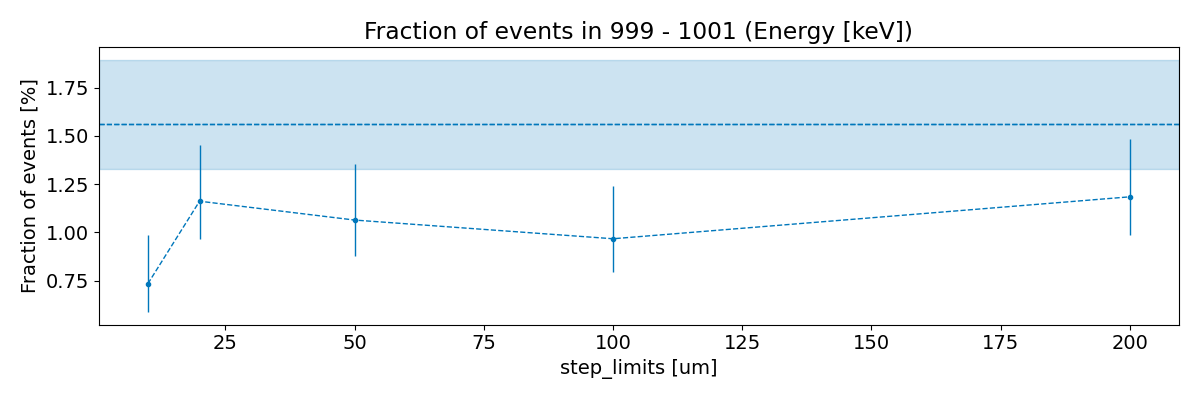 Fraction of events in 999 - 1001 (Energy [keV])
Fraction of events [%]
1.75
1.50
1.25
1.00
0.75
25 50 75 100 125 150 175 200
step_limits [um]